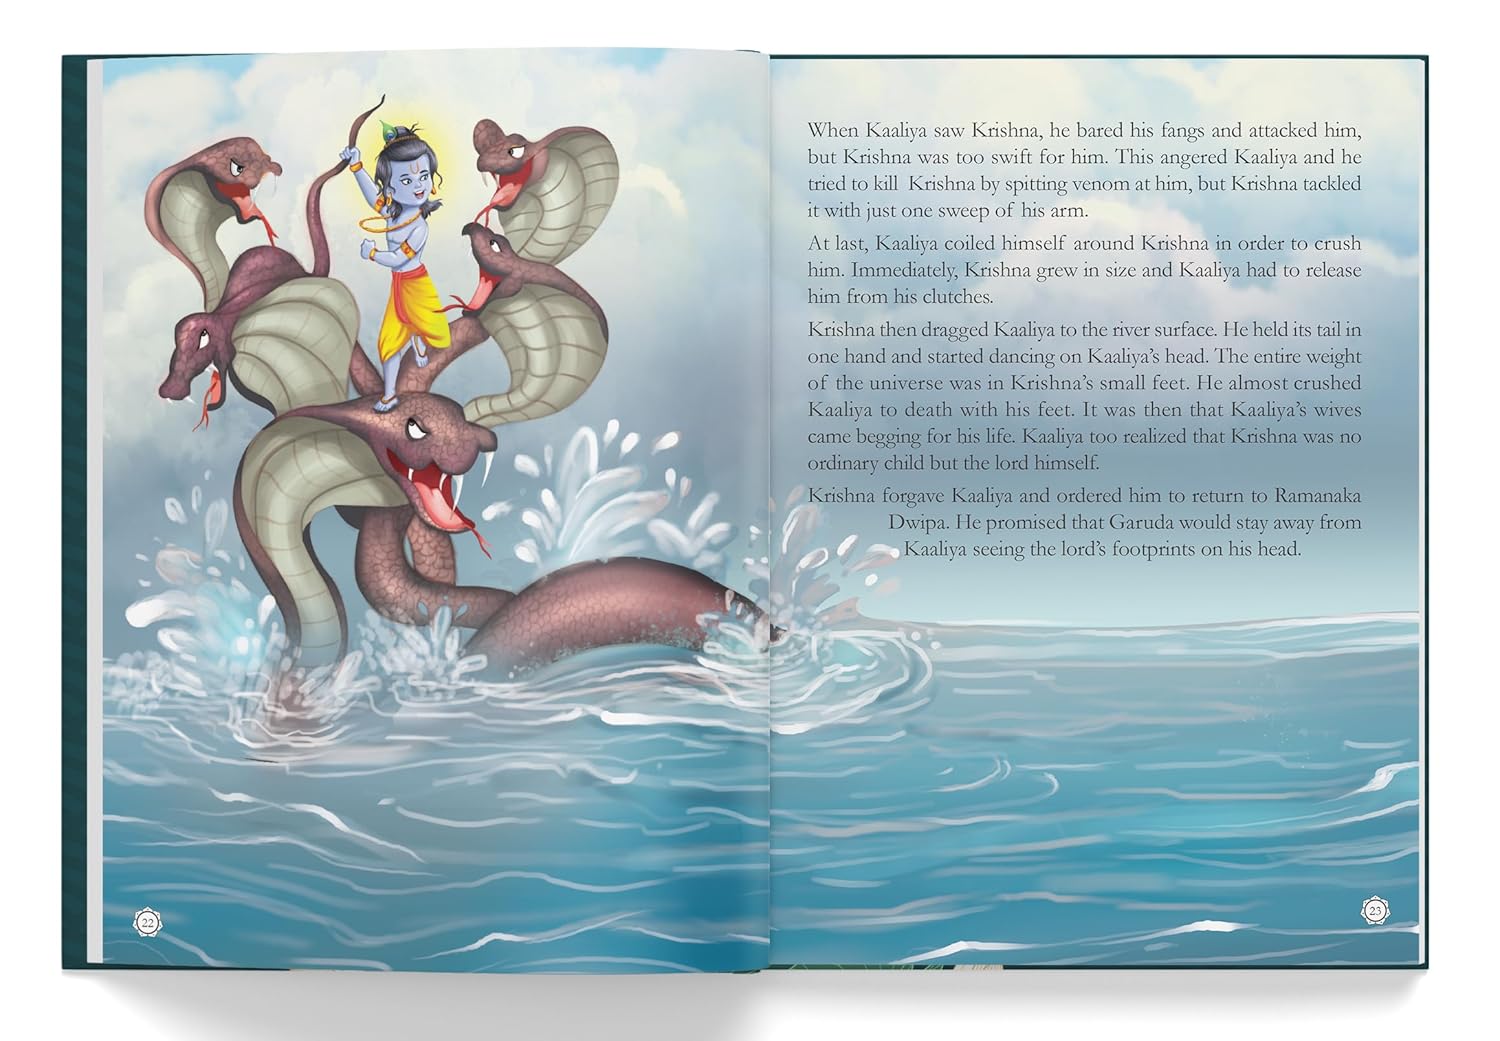 When Kaaliya saw Krishna, he bared his fangs and attacked him,
but Krishna was too swift for him. This angered Kaaliya and he
tried to kill Krishna by spitting venom at him, but Krishna tackled
it with just one sweep of his arm.
At last, Kaaliya coiled himself around Krishna in order to crush
him. Immediately, Krishna grew in size and Kaaliya had to release
him from his clutches.
Krishna then dragged Kaaliya to the river surface. He held its tail in
one hand and started dancing on Kaaliya's head. The entire weight
of the universe was in Krishna's small feet. He almost crushed
Kaaliya to death with his feet. It was then that Kaaliya's wives
came begging for his life. Kaaliya too realized that Krishna was no
ordinary child but the lord himself.
Krishna forgave Kaaliya and ordered him to return to Ramanaka
Dwipa. He promised that Garuda would stay away from
Kaaliya seeing the lord's footprints on his head.
22
23